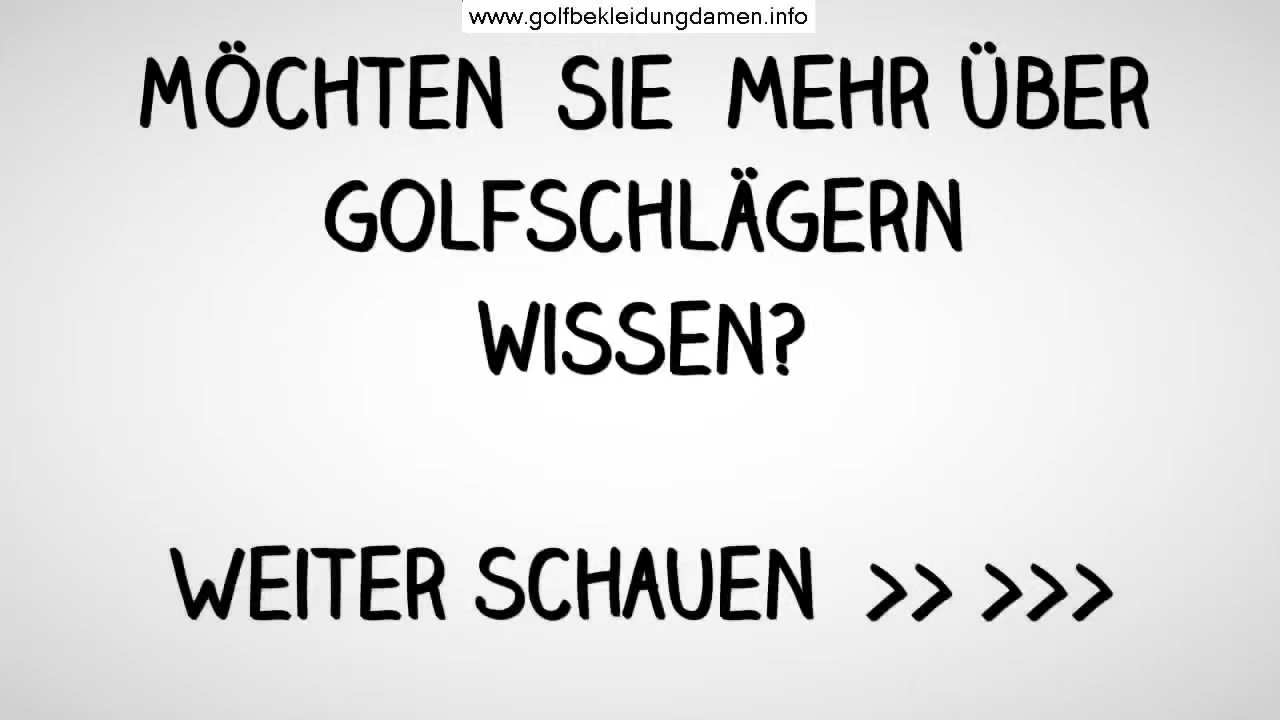 www.golfbekleidungdamen.info
MÖCHTEN SIE MEHR ÜBER
GOLFSCHLÄGERN
WISSEN?
WEITER SCHAUEN >> >>>